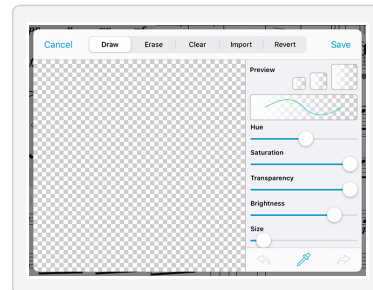 Cancel Draw Erase Clear Import Revert Save
Preview
Hue
Saturation
Transparency
Brightness
Size